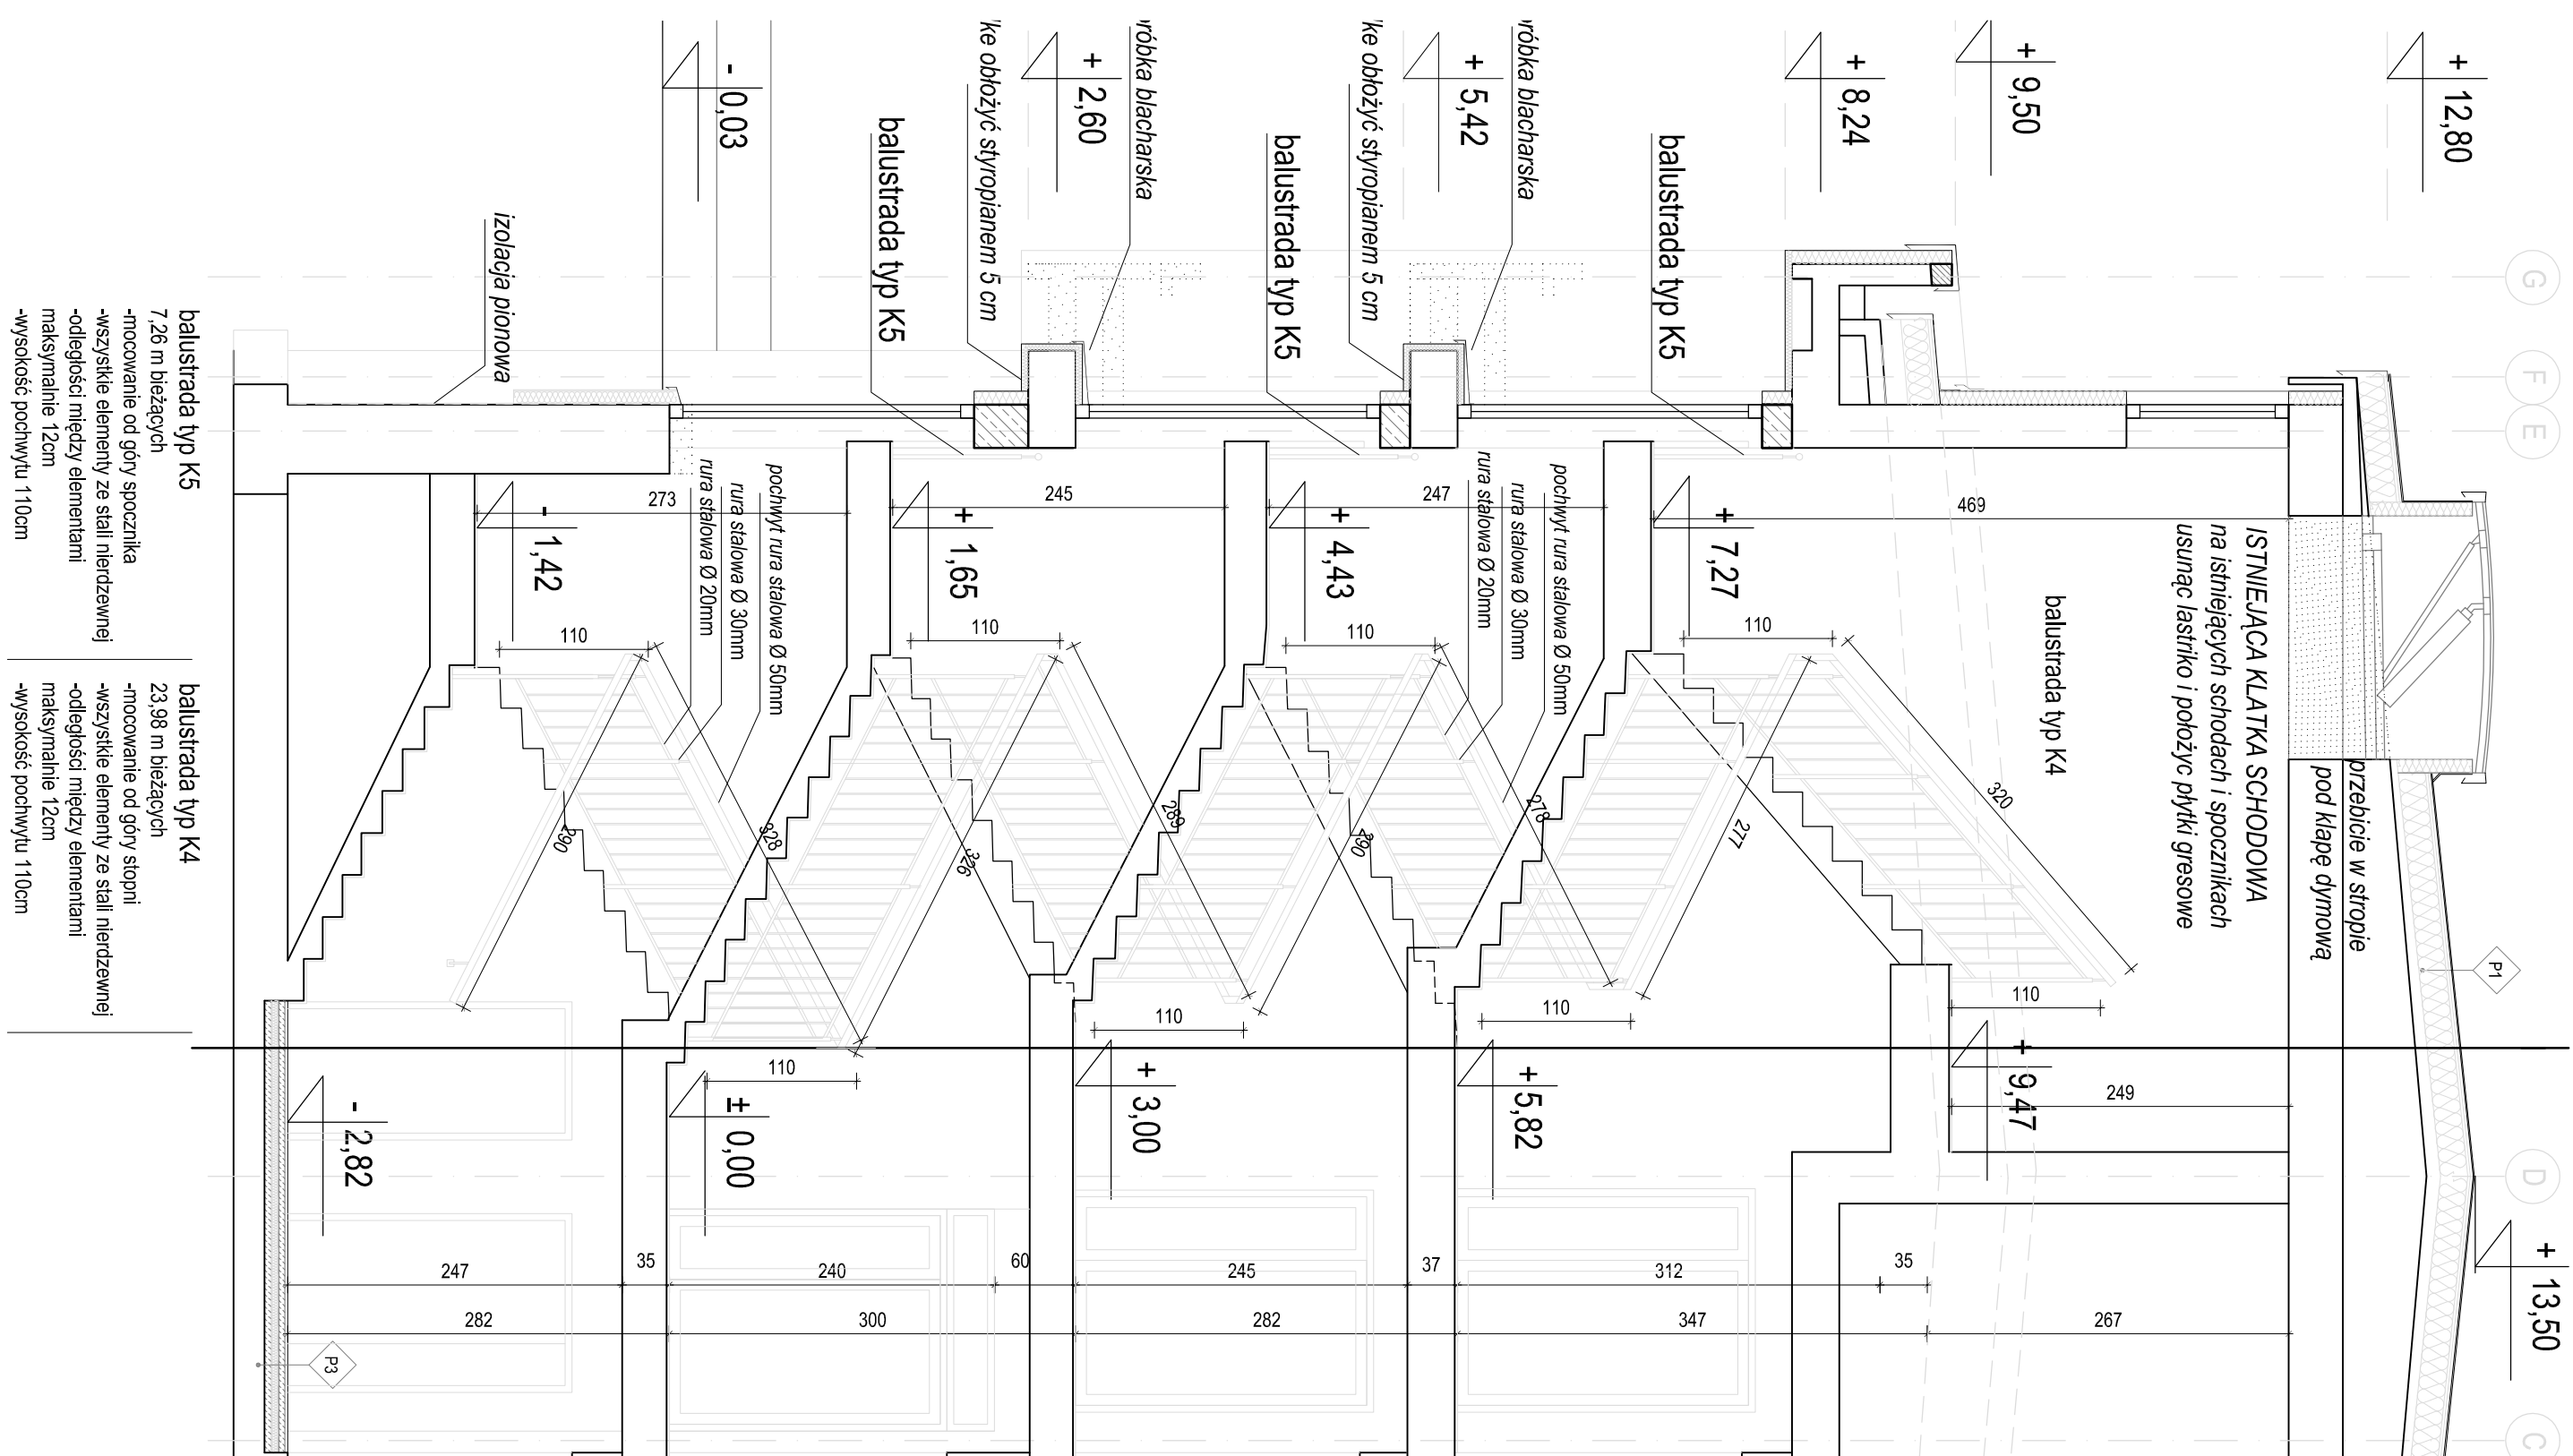 + 12,80
+ 9,50
+ 8,24
róbka blacharska
+ 5,42
ke obłożyć styropianem 5 cm
róbka blacharska
+ 2,60
ke obłożyć styropianem 5 cm
- 0,03
balustrada typ K5
balustrada typ K5
balustrada typ K5
izolacja pionowa
G
F
E
D
C
469
247
245
273
+ 7,27
+ 4,43
+ 1,65
- 1,42
ISTNIEJĄCA KLATKA SCHODOWA
na istniejących schodach i spocznikach
usunąc lastriko i położyc płytki gresowe
balustrada typ K4
przebicie w stropie
pod klapę dymową
pochwyt rura stalowa Ø 50mm
rura stalowa Ø 30mm
rura stalowa Ø 20mm
pochwyt rura stalowa Ø 50mm
rura stalowa Ø 30mm
rura stalowa Ø 20mm
110
110
110
110
320
277
278
290
289
326
328
290
110
110
110
110
P1
+ 9,47
+ 5,82
+ 3,00
± 0,00
- 2,82
249
+ 13,50
247
35
240
60
245
37
312
35
282
300
282
347
267
P3
balustrada typ K5
7,26 m bieżących
-mocowanie od góry spocznika
-wszystkie elementy ze stali nierdzewnej
-odległości między elementami
maksymalnie 12cm
-wysokość pochwytu 110cm
balustrada typ K4
23,98 m bieżących
-mocowanie od góry stopni
-wszystkie elementy ze stali nierdzewnej
-odległości między elementami
maksymalnie 12cm
-wysokość pochwytu 110cm